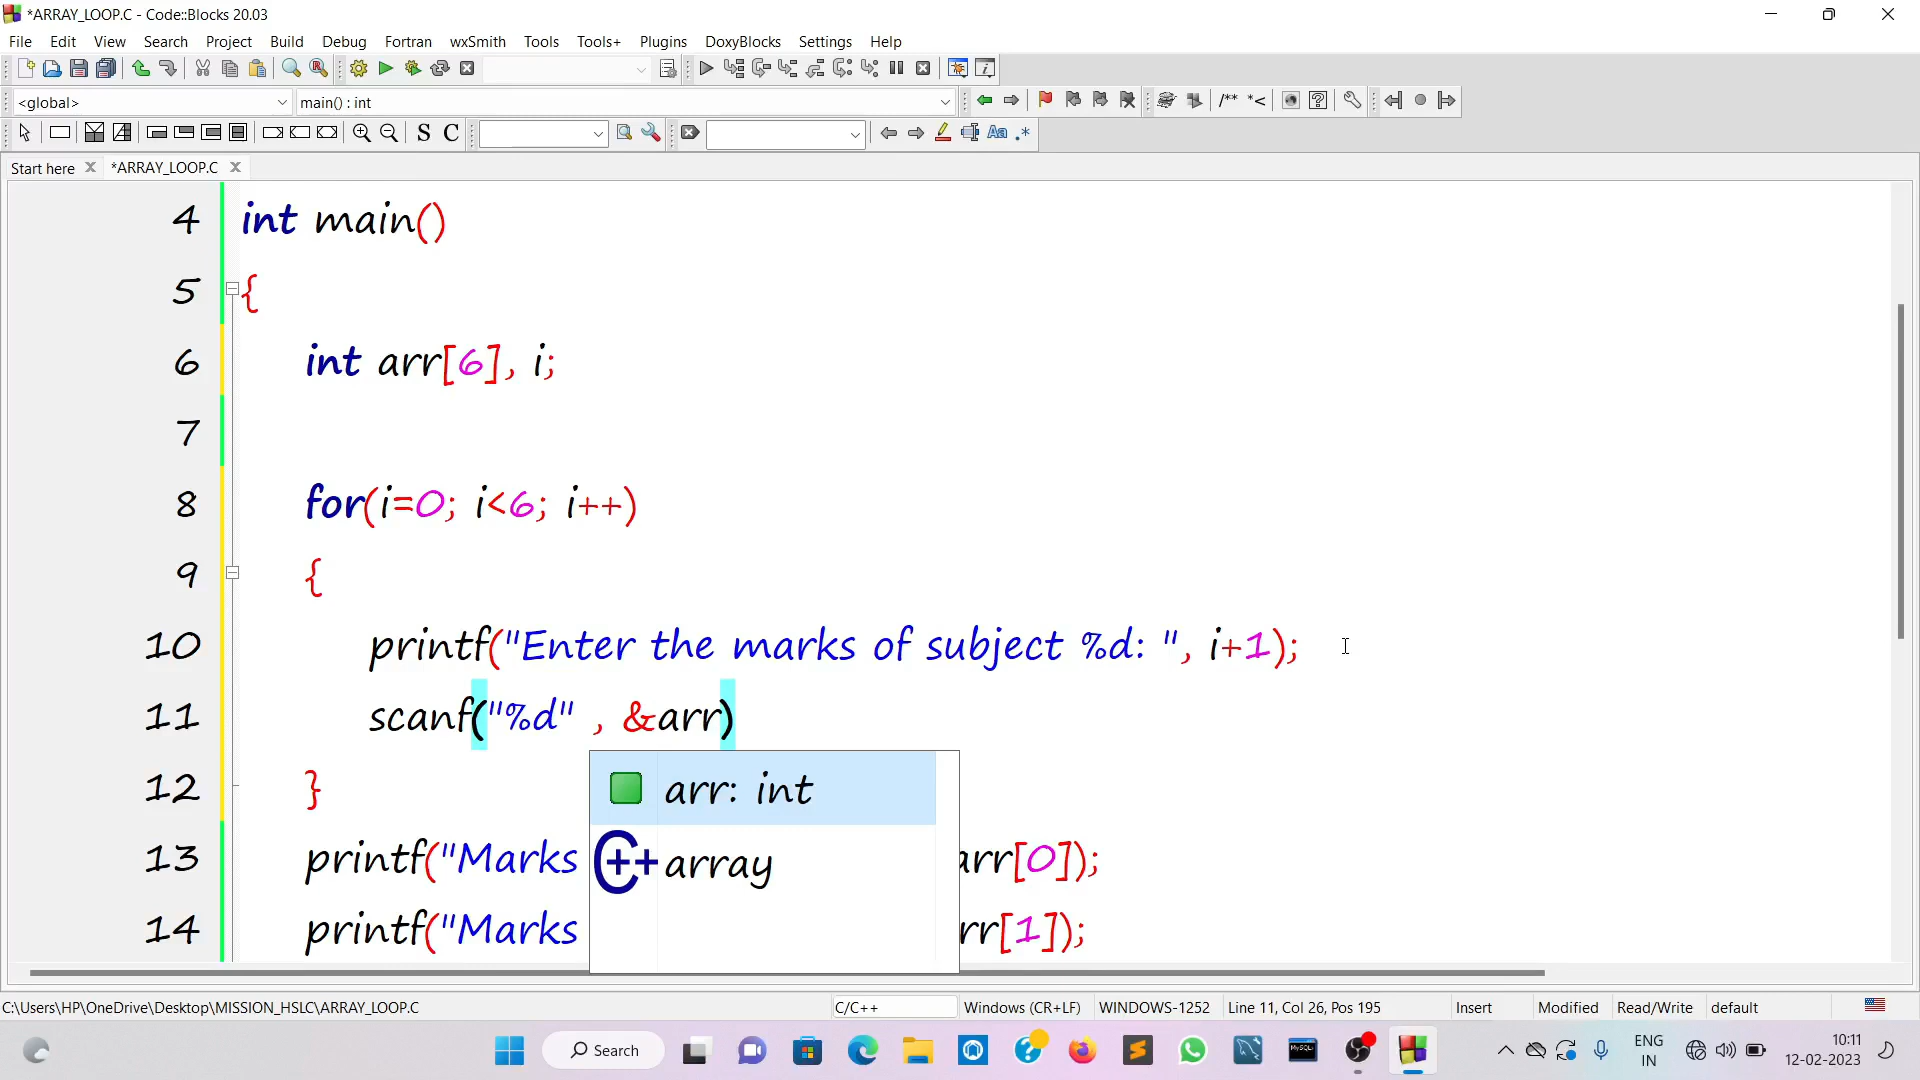 *ARRAY_LOOP.C - Code::Blocks 20.03
File Edit View Search Project Build Debug Fortran wxSmith Tools Tools+ Plugins DoxyBlocks Settings Help
<global> main() : int
/** *<
S C Aa .*
Start here *ARRAY_LOOP.C
4 int main()
5 {
6 int arr[6], i;
7
8 for(i=0; i<6; i++)
9 {
10 printf("Enter the marks of subject %d: ", i+1);
11 scanf("%d" , &arr)
arr: int
C++ array
12 }
13 printf("Marks arr[0]);
14 printf("Marks rr[1]);
C:\Users\HP\OneDrive\Desktop\MISSION_HSLC\ARRAY_LOOP.C C/C++ Windows (CR+LF) WINDOWS-1252 Line 11, Col 26, Pos 195 Insert Modified Read/Write default
Search
MySQL
ENG
IN
10:11
12-02-2023